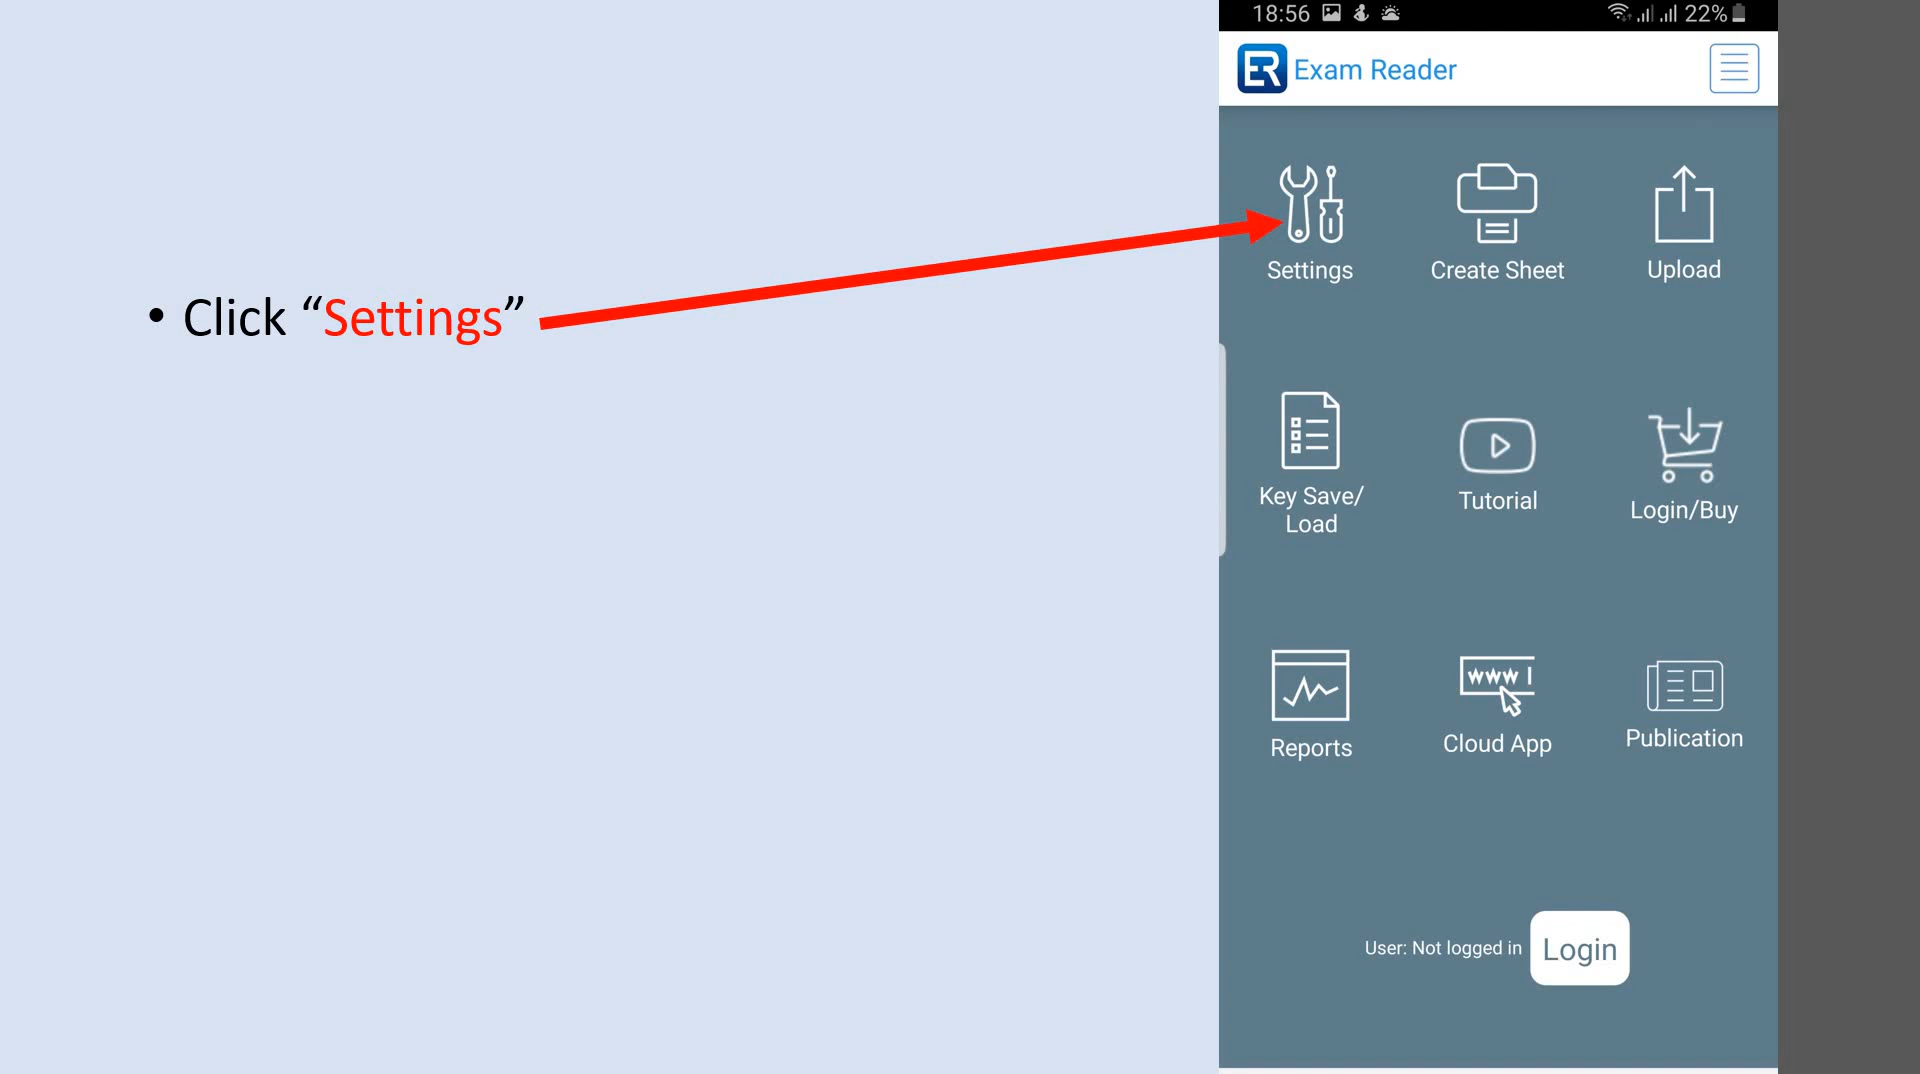 18:56 22%
ER Exam Reader
• Click “Settings”
Settings Create Sheet Upload
Key Save/
Load
Tutorial
Login/Buy
www
Reports Cloud App Publication
User: Not logged in Login